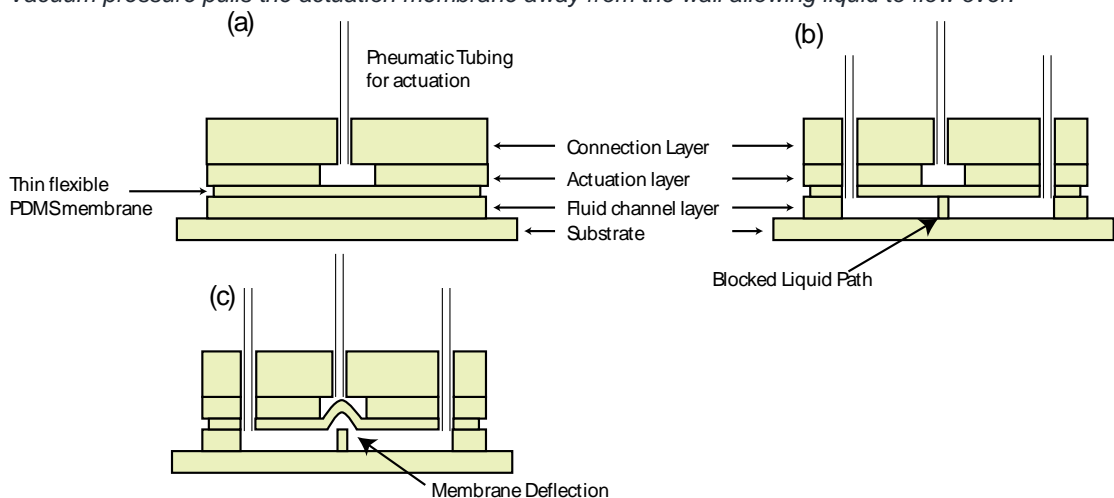 Vacuum pressure pulls the actuation membrane away from the wall allowing liquid to flow over.
(a)
Pneumatic Tubing
for actuation
(b)
Connection Layer
Thin flexible
PDMS membrane
Actuation layer
Fluid channel layer
Substrate
Blocked Liquid Path
(c)
Membrane Deflection